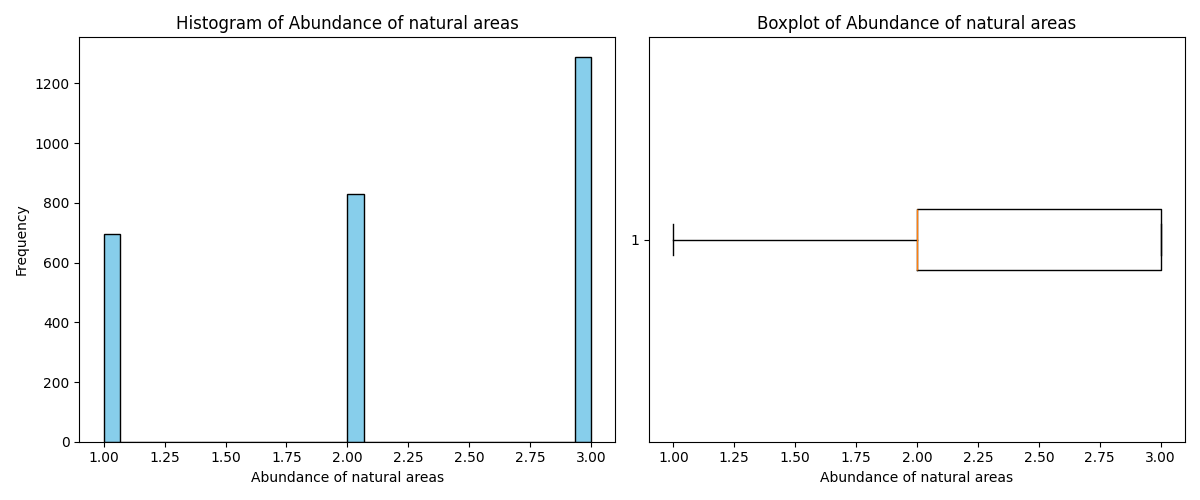 Histogram of Abundance of natural areas
Frequency
1200
1000
800
600
400
200
0
1.00 1.25 1.50 1.75 2.00 2.25 2.50 2.75 3.00
Abundance of natural areas
Boxplot of Abundance of natural areas
1
1.00 1.25 1.50 1.75 2.00 2.25 2.50 2.75 3.00
Abundance of natural areas